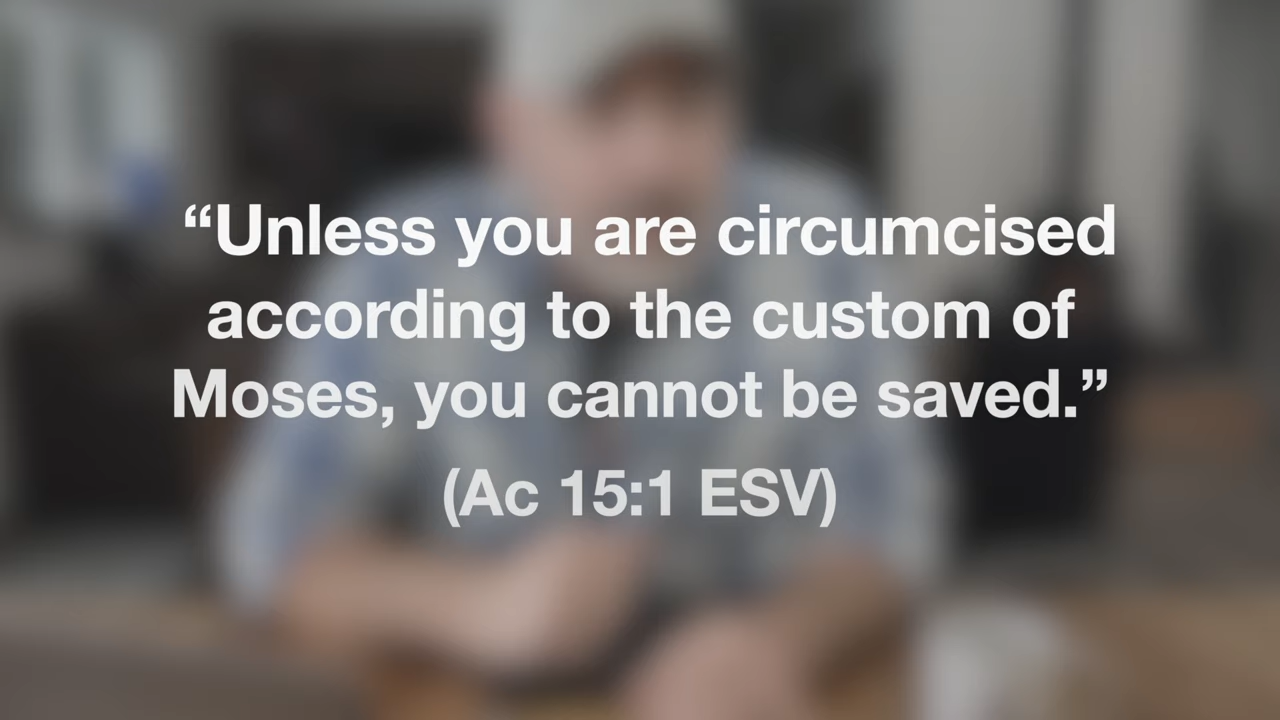 “Unless you are circumcised
according to the custom of
Moses, you cannot be saved.”
(Ac 15:1 ESV)